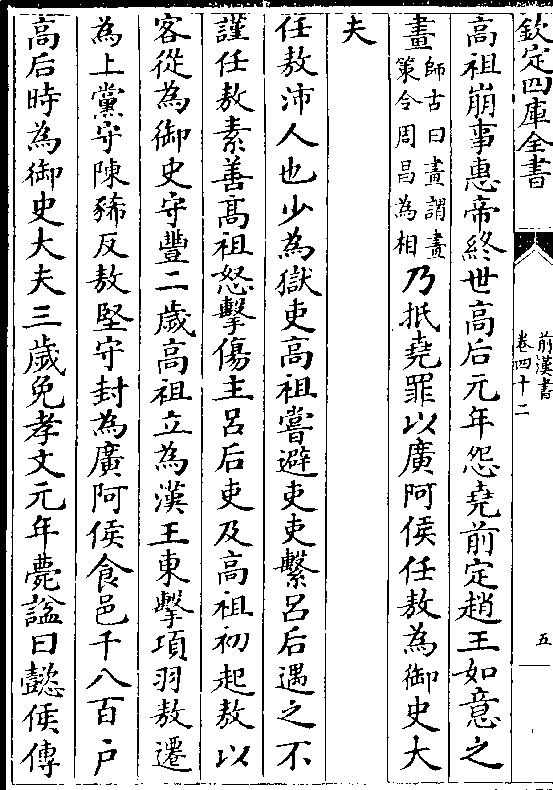 欽定四庫全書
前漢書
卷四十二
五
高祖崩事惠帝終世高后元年怨堯前定趙王如意之
畫師古曰畫謂畫
策令周昌為相乃抵堯罪以廣阿侯任敖為御史大
夫
任敖沛人也少為獄吏高祖嘗避吏吏繫呂后遇之不
謹任敖素善髙祖怒擊傷主呂后吏及高祖初起敖以
客從為御史守豐二歲高祖立為漢王東擊項羽敖遷
為上黨守陳豨反敖堅守封為廣阿侯食邑千八百户
高后時為御史大夫三歲免孝文元年薨諡曰懿侯傳